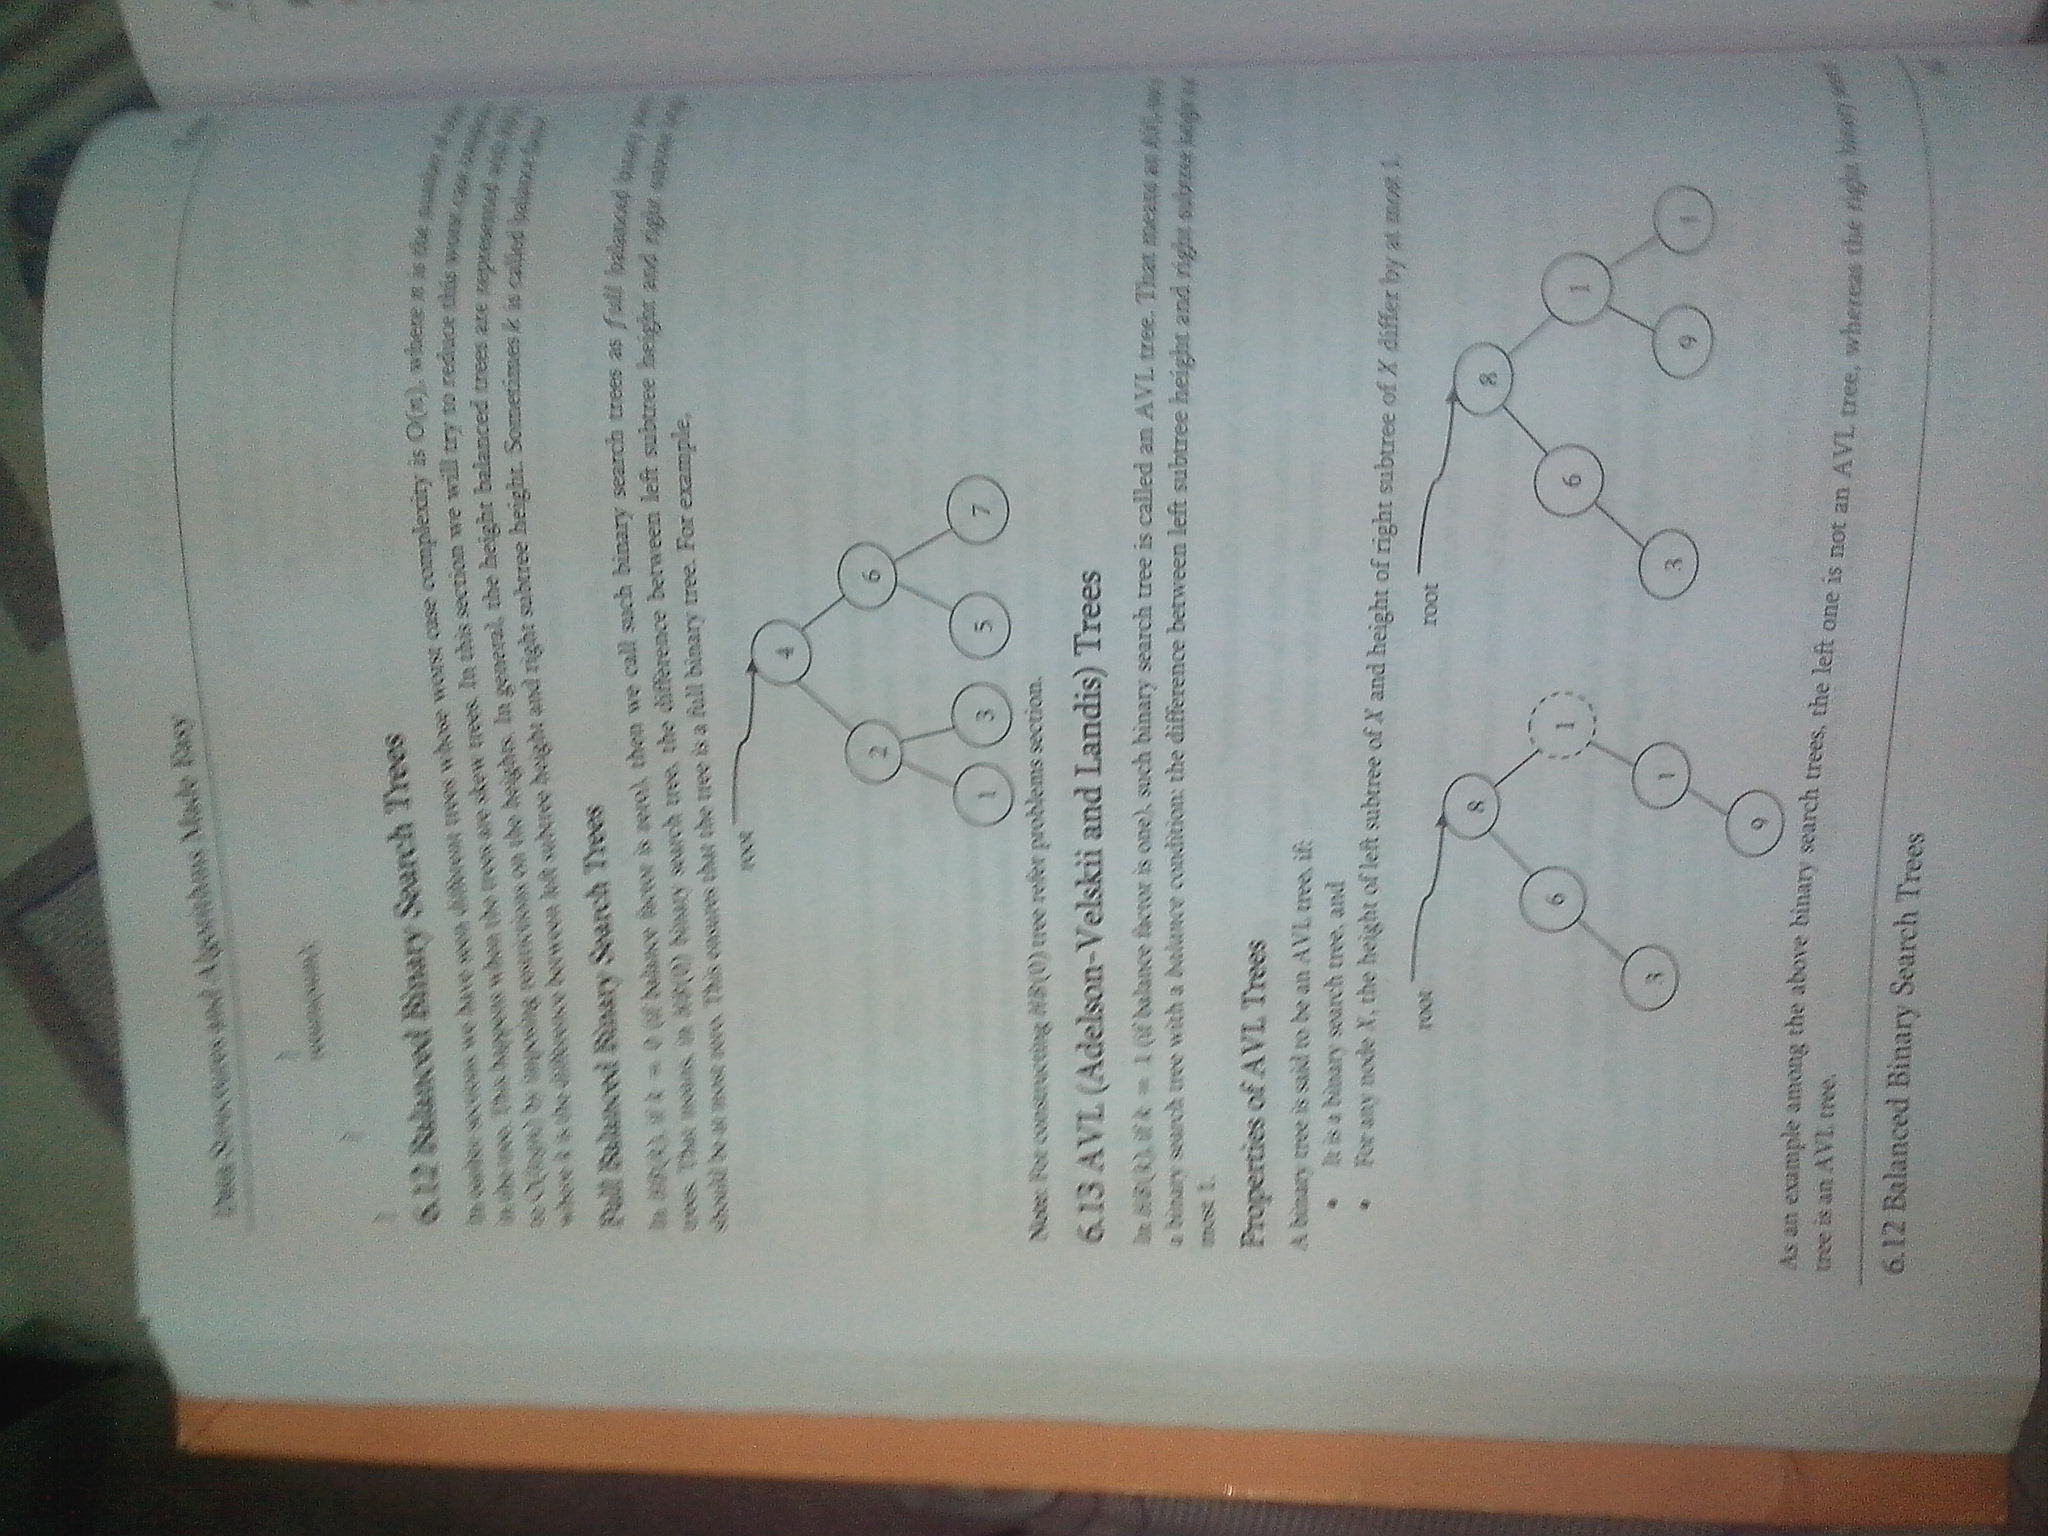 Data Structures and Algorithms Made Easy
}
return(sum);
}
}
6.12 Balanced Binary Search Trees
In earlier sections we have seen different trees whose worst case complexity is O(n), where n is the number of
in the tree. This happens when the trees are skew trees. In this section we will try to reduce this worst case
to O(logn) by imposing restrictions on the heights. In general, the height balanced trees are represented with
where k is the difference between left subtree height and right subtree height. Sometimes k is called balance factor.
Full Balanced Binary Search Trees
In HB(k), if k = 0 (if balance factor is zero), then we call such binary search trees as full balanced binary
trees. That means, in HB(0) binary search tree, the difference between left subtree height and right subtree
should be at most zero. This ensures that the tree is a full binary tree. For example,
root
4
2 6
1 3 5 7
Note: For constructing HB(0) tree refer problems section.
6.13 AVL (Adelson-Velskii and Landis) Trees
In HB(k), if k = 1 (if balance factor is one), such binary search tree is called an AVL tree. That means an
a binary search tree with a balance condition: the difference between left subtree height and right subtree height
most 1.
Properties of AVL Trees
A binary tree is said to be an AVL tree, if:
• It is a binary search tree, and
• For any node X, the height of left subtree of X and height of right subtree of X differ by at most 1.
root root
8 8
6 1 6 1
3 1 3 9 1
9
As an example among the above binary search trees, the left one is not an AVL tree, whereas the right binary
tree is an AVL tree.
6.12 Balanced Binary Search Trees